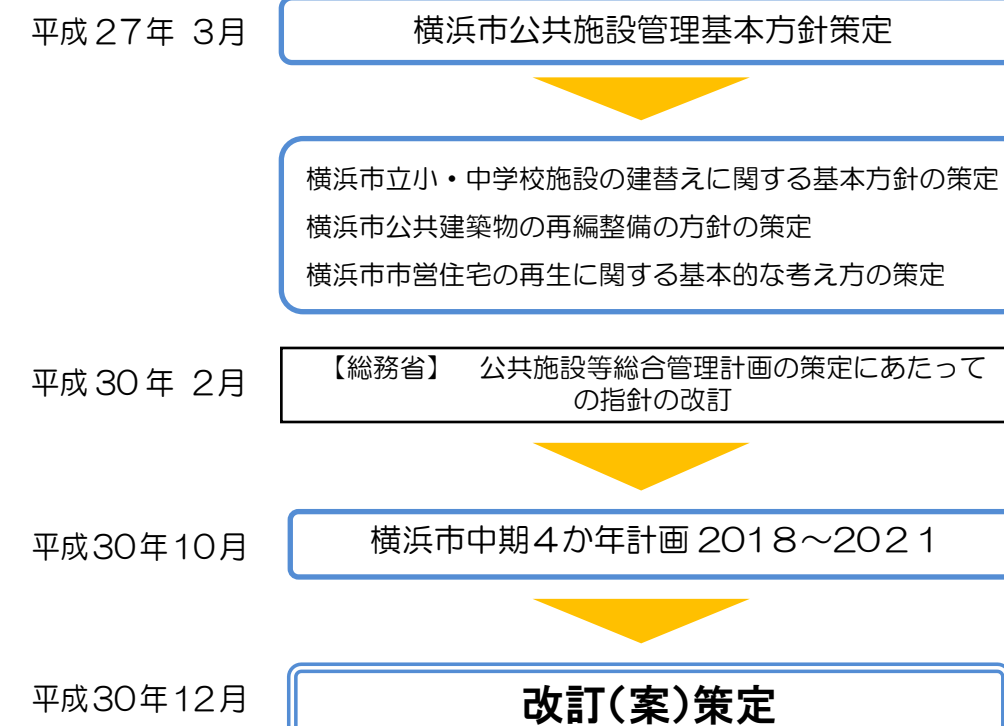 平成27年 3月
横浜市公共施設管理基本方針策定
横浜市立小・中学校施設の建替えに関する基本方針の策定
横浜市公共建築物の再編整備の方針の策定
横浜市市営住宅の再生に関する基本的な考え方の策定
平成30年 2月
【総務省】 公共施設等総合管理計画の策定にあたって
の指針の改訂
平成30年10月
横浜市中期4か年計画 2018~2021
平成30年12月
改訂(案)策定